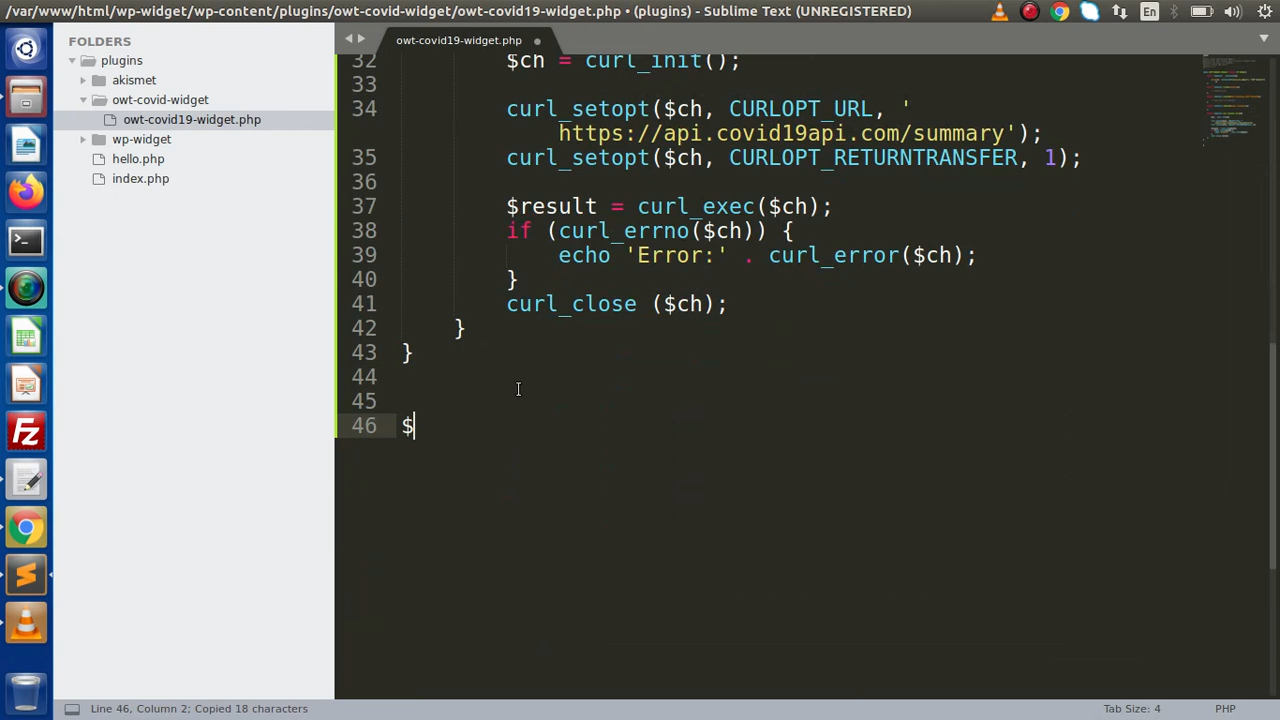 /var/www/html/wp-widget/wp-content/plugins/owt-covid-widget/owt-covid19-widget.php • (plugins) - Sublime Text (UNREGISTERED)
En
FOLDERS
plugins
akismet
owt-covid-widget
owt-covid19-widget.php
wp-widget
hello.php
index.php
owt-covid19-widget.php
32 $ch = curl_init();
33
34 curl_setopt($ch, CURLOPT_URL, '
https://api.covid19api.com/summary');
35 curl_setopt($ch, CURLOPT_RETURNTRANSFER, 1);
36
37 $result = curl_exec($ch);
38 if (curl_errno($ch)) {
39 echo 'Error:' . curl_error($ch);
40 }
41 curl_close ($ch);
42 }
43 }
44
45
46 $
Line 46, Column 2; Copied 18 characters
Tab Size: 4
PHP